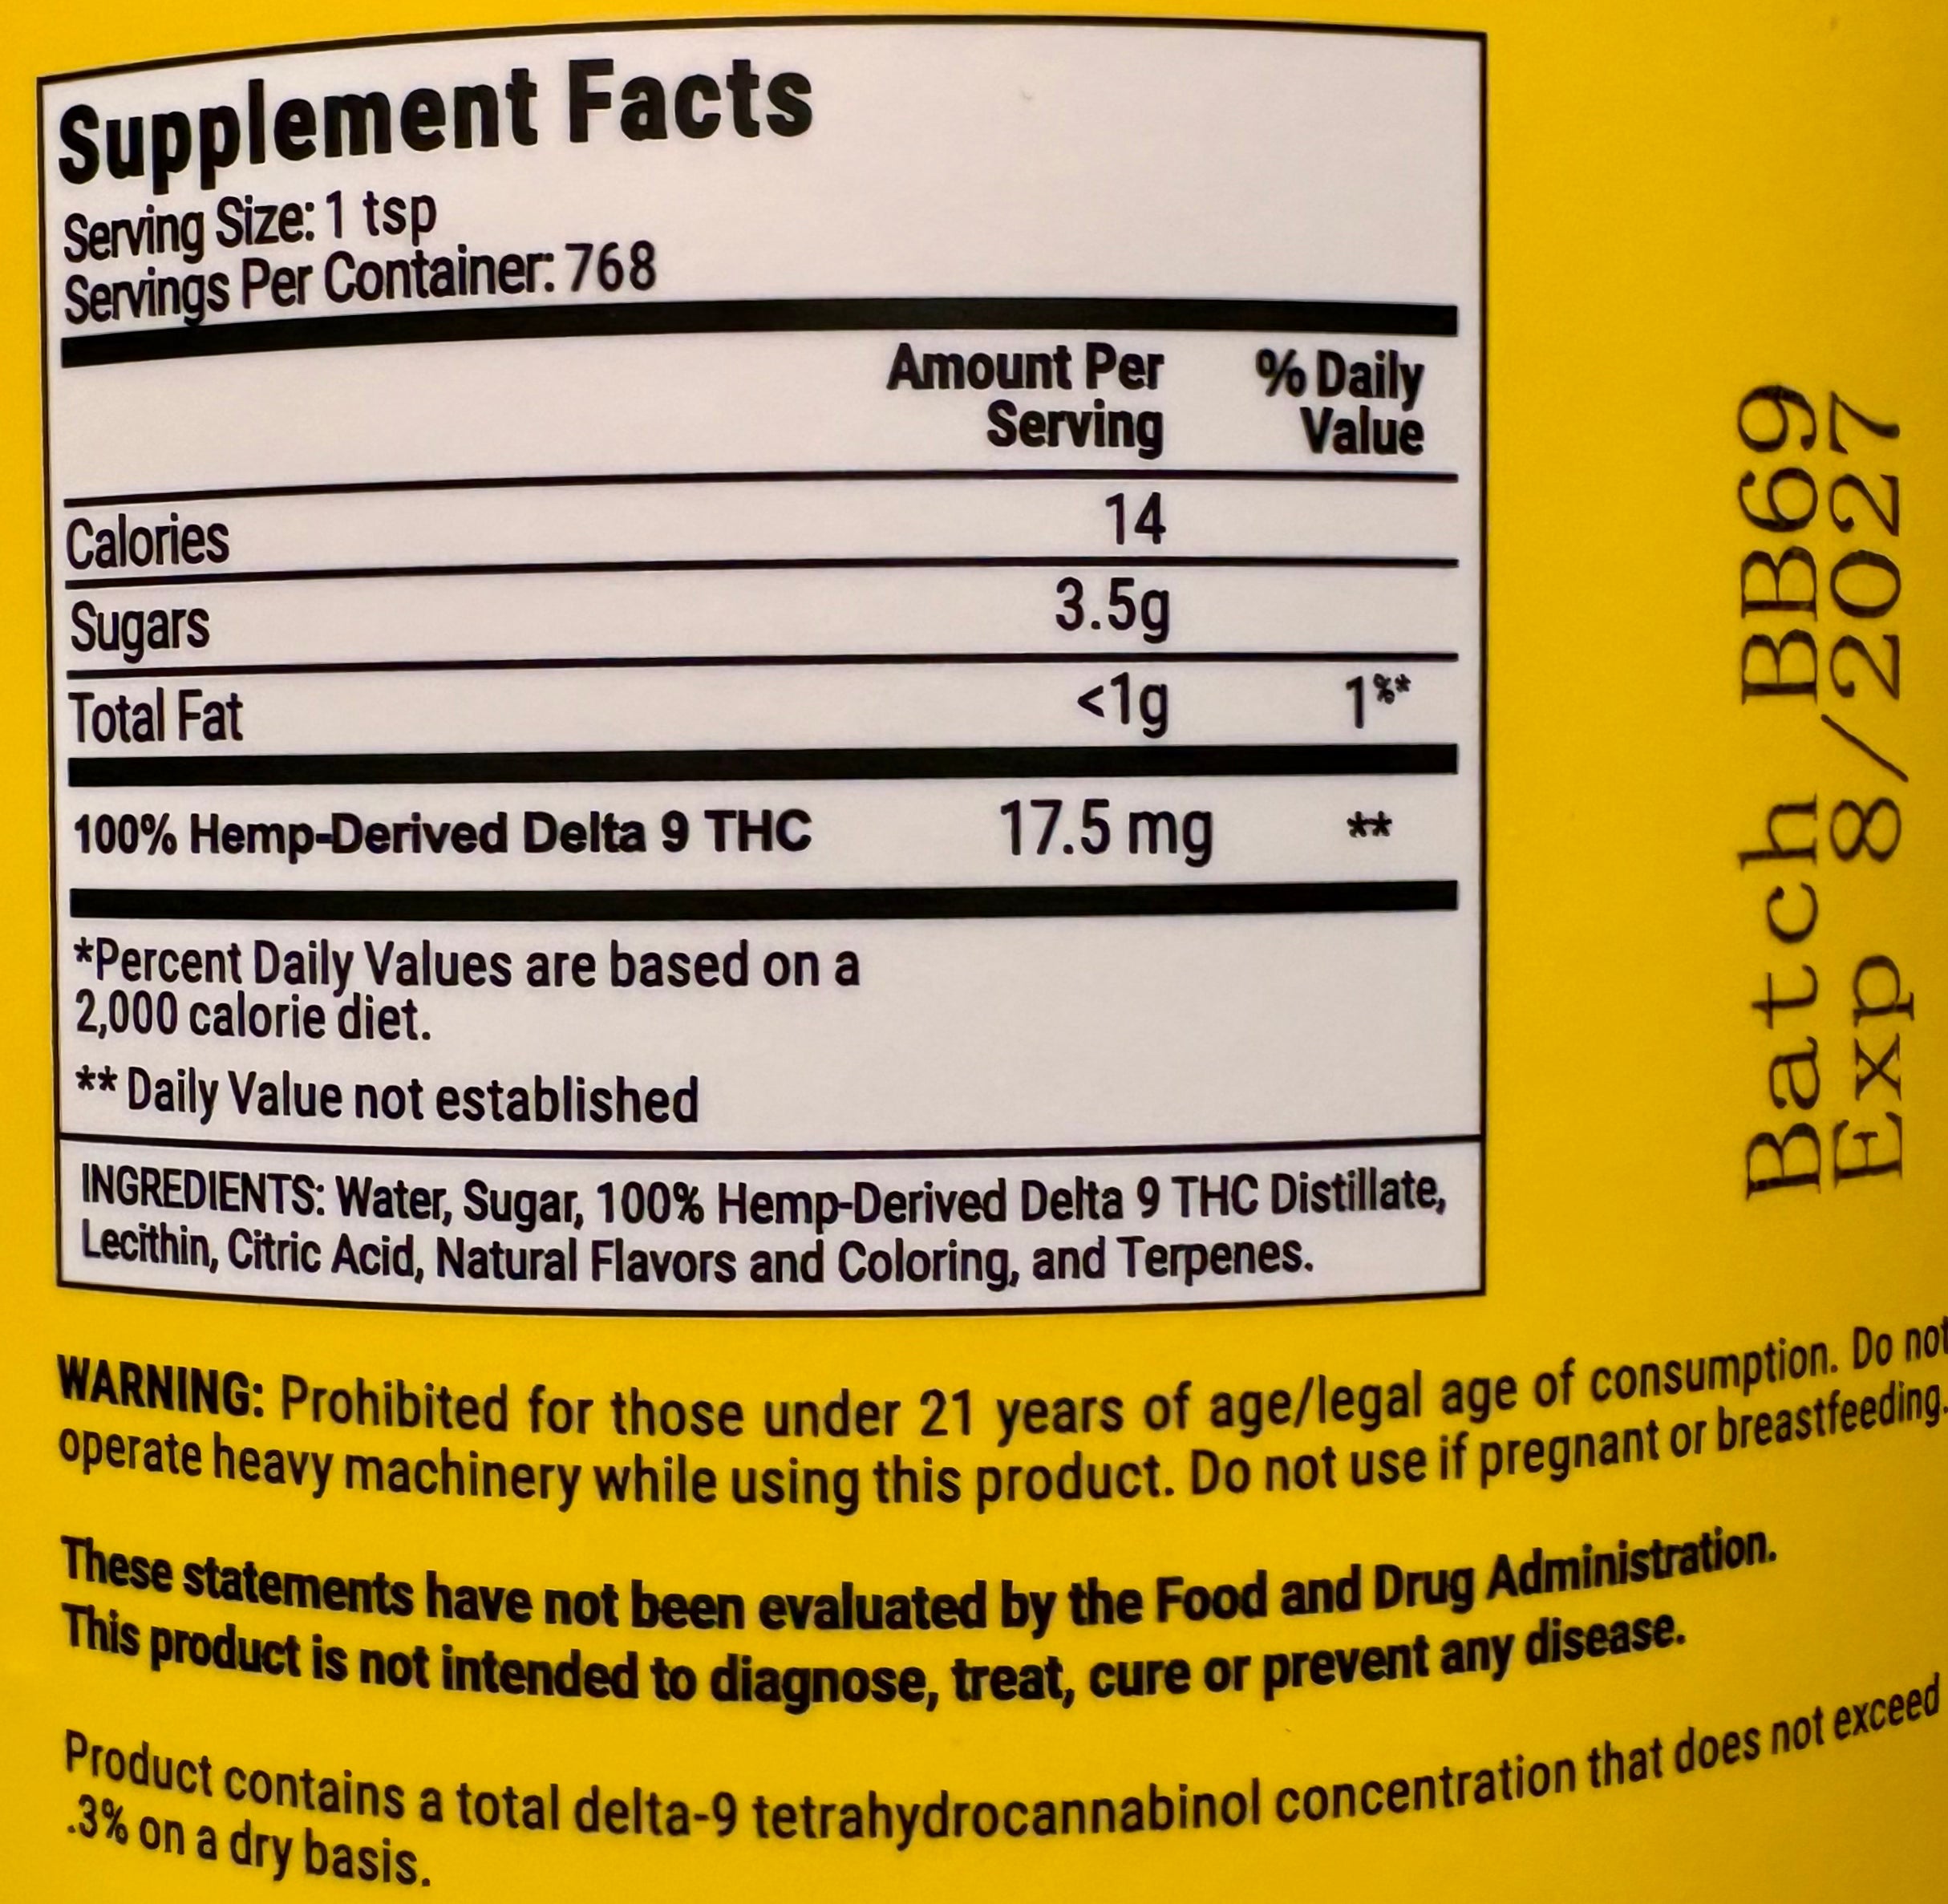 Supplement Facts
Serving Size: 1 tsp
Servings Per Container: 768
Amount Per Serving % Daily Value
Calories 14
Sugars 3.5g
Total Fat <1g 1%*
100% Hemp-Derived Delta 9 THC 17.5 mg **
*Percent Daily Values are based on a
2,000 calorie diet.
** Daily Value not established
INGREDIENTS: Water, Sugar, 100% Hemp-Derived Delta 9 THC Distillate,
Lecithin, Citric Acid, Natural Flavors and Coloring, and Terpenes.
WARNING: Prohibited for those under 21 years of age/legal age of consumption. Do not
operate heavy machinery while using this product. Do not use if pregnant or breastfeeding.
These statements have not been evaluated by the Food and Drug Administration.
This product is not intended to diagnose, treat, cure or prevent any disease.
Product contains a total delta-9 tetrahydrocannabinol concentration that does not exceed
.3% on a dry basis.
Batch BB69
Exp 8/2027